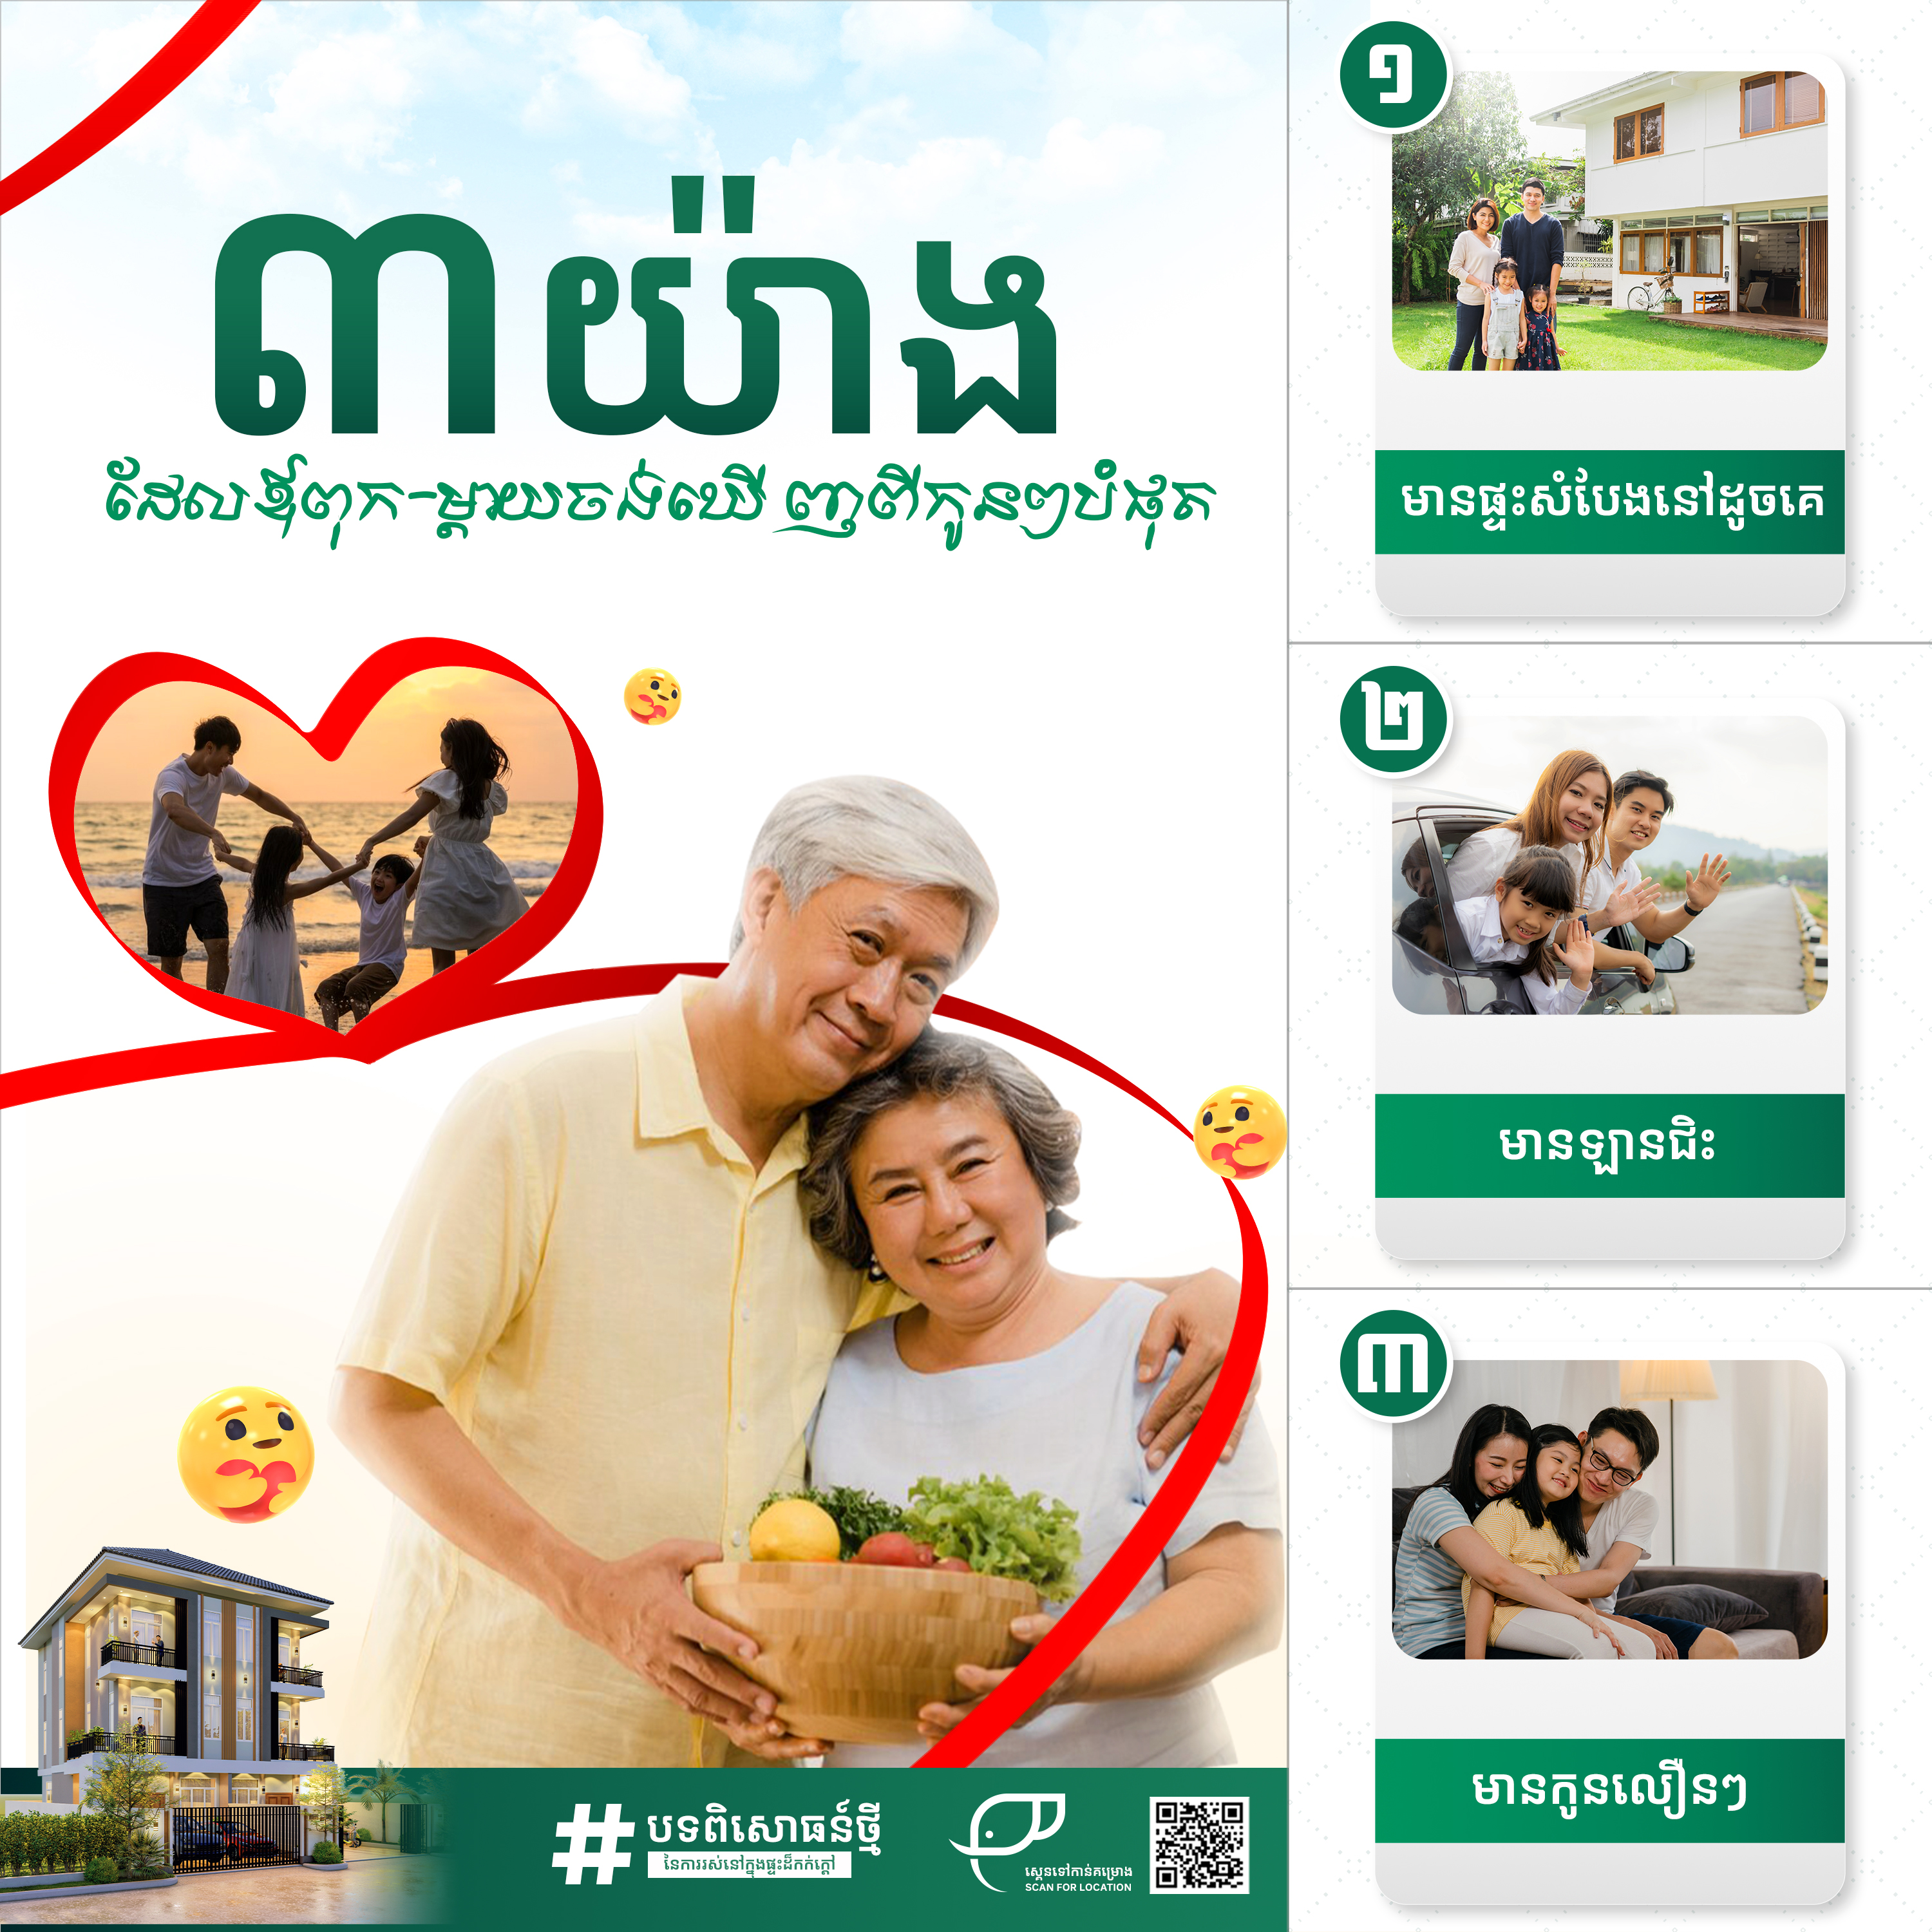 ៣យ៉ាង
ដែលឪពុក-ម្ដាយចង់ឃើញពីកូនៗបំផុត
១
មានផ្ទះសំបែងនៅដូចគេ
២
មានឡានជិះ
៣
មានកូនលឿនៗ
#បទពិសោធន៍ថ្មី
នៃការរស់នៅក្នុងផ្ទះដ៏កក់ក្ដៅ
ស្កេនទៅកាន់គម្រោង
SCAN FOR LOCATION